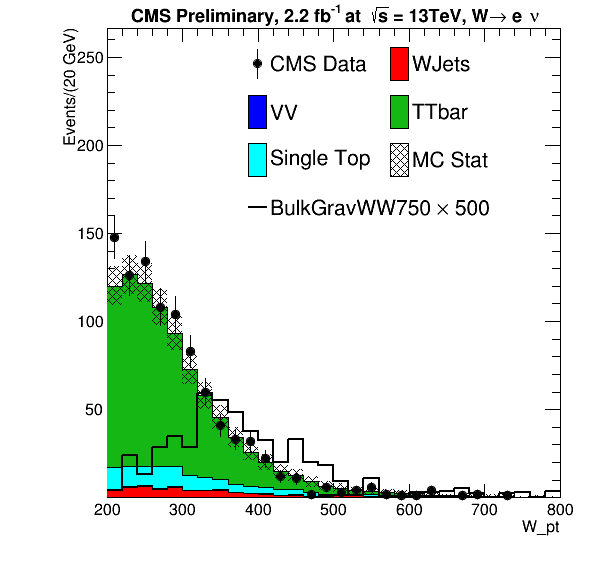 CMS Preliminary, 2.2 fb⁻¹ at √s = 13TeV, W→ e ν
Events/(20 GeV)
CMS Data
WJets
VV
TTbar
Single Top
MC Stat
BulkGravWW750 × 500
250
200
150
100
50
200 300 400 500 600 700 800
W_pt